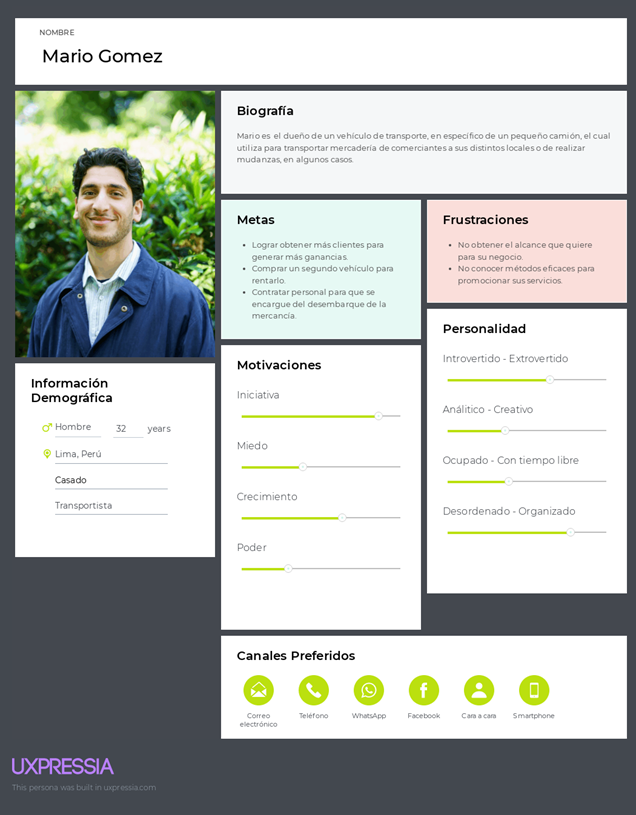 NOMBRE
Mario Gomez
Biografía
Mario es el dueño de un vehículo de transporte, en específico de un pequeño camión, el cual
utiliza para transportar mercadería de comerciantes a sus distintos locales o de realizar
mudanzas, en algunos casos.
Metas
• Lograr obtener más clientes para
generar más ganancias.
• Comprar un segundo vehículo para
rentarlo.
• Contratar personal para que se
encargue del desembarque de la
mercancía.
Frustraciones
• No obtener el alcance que quiere
para su negocio.
• No conocer métodos eficaces para
promocionar sus servicios.
Información
Demográfica
Hombre 32 years
Lima, Perú
Casado
Transportista
Motivaciones
Iniciativa
Miedo
Crecimiento
Poder
Personalidad
Introvertido - Extrovertido
Análitico - Creativo
Ocupado - Con tiempo libre
Desordenado - Organizado
Canales Preferidos
Correo
electrónico
Teléfono
WhatsApp
Facebook
Cara a cara
Smartphone
UXPRESSIA
This persona was built in uxpressia.com